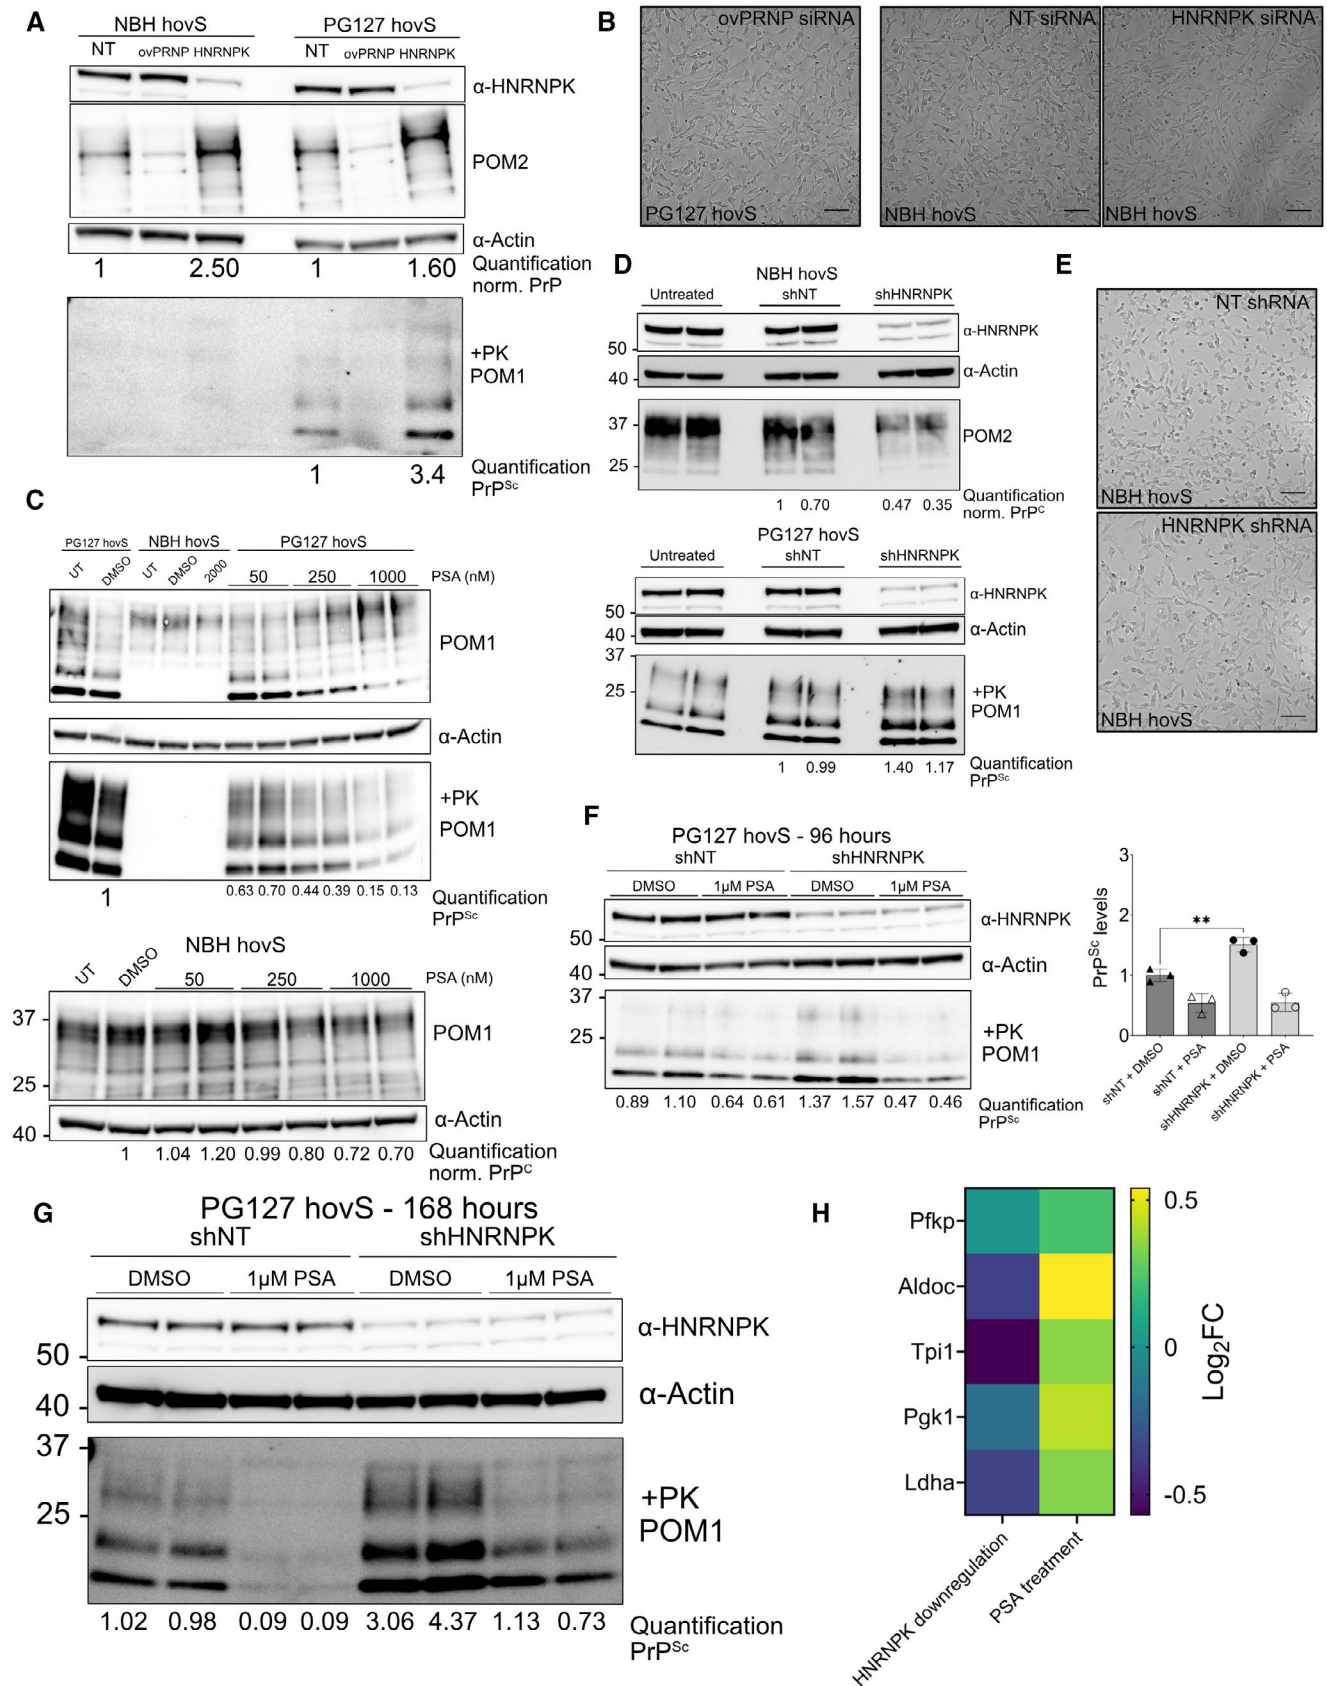 A
NBH hovS
PG127 hovS
NT ovPRNP HNRNPK
NT ovPRNP HNRNPK
α-HNRNPK
POM2
α-Actin
1 2.50 1 1.60
Quantification
norm. PrP
+PK
POM1
1 3.4
Quantification
PrPSc
B
ovPRNP siRNA
PG127 hovS
NT siRNA
NBH hovS
HNRNPK siRNA
NBH hovS
C
PG127 hovS NBH hovS PG127 hovS
UT DMSO UT DMSO 2000 50 250 1000 PSA (nM)
POM1
α-Actin
+PK
POM1
1 0.63 0.70 0.44 0.39 0.15 0.13
Quantification
PrPSc
NBH hovS
UT DMSO 50 250 1000 PSA (nM)
37
25
POM1
40
α-Actin
1 1.04 1.20 0.99 0.80 0.72 0.70
Quantification
norm. PrPC
D
NBH hovS
Untreated shNT shHNRNPK
50
α-HNRNPK
40
α-Actin
37
25
POM2
1 0.70 0.47 0.35
Quantification
norm. PrPC
PG127 hovS
Untreated shNT shHNRNPK
50
α-HNRNPK
40
α-Actin
37
25
+PK
POM1
1 0.99 1.40 1.17
Quantification
PrPSc
E
NT shRNA
NBH hovS
HNRNPK shRNA
NBH hovS
F
PG127 hovS - 96 hours
shNT shHNRNPK
DMSO 1µM PSA DMSO 1µM PSA
50
α-HNRNPK
40
α-Actin
37
25
+PK
POM1
0.89 1.10 0.64 0.61 1.37 1.57 0.47 0.46
Quantification
PrPSc
PrPSc levels
3
2
1
0
**
shNT + DMSO
shNT + PSA
shHNRNPK + DMSO
shHNRNPK + PSA
G
PG127 hovS - 168 hours
shNT shHNRNPK
DMSO 1µM PSA DMSO 1µM PSA
50
α-HNRNPK
40
α-Actin
37
25
+PK
POM1
1.02 0.98 0.09 0.09 3.06 4.37 1.13 0.73
Quantification
PrPSc
H
Pfkp
Aldoc
Tpi1
Pgk1
Ldha
HNRNPK downregulation
PSA treatment
0.5
0
-0.5
Log2FC